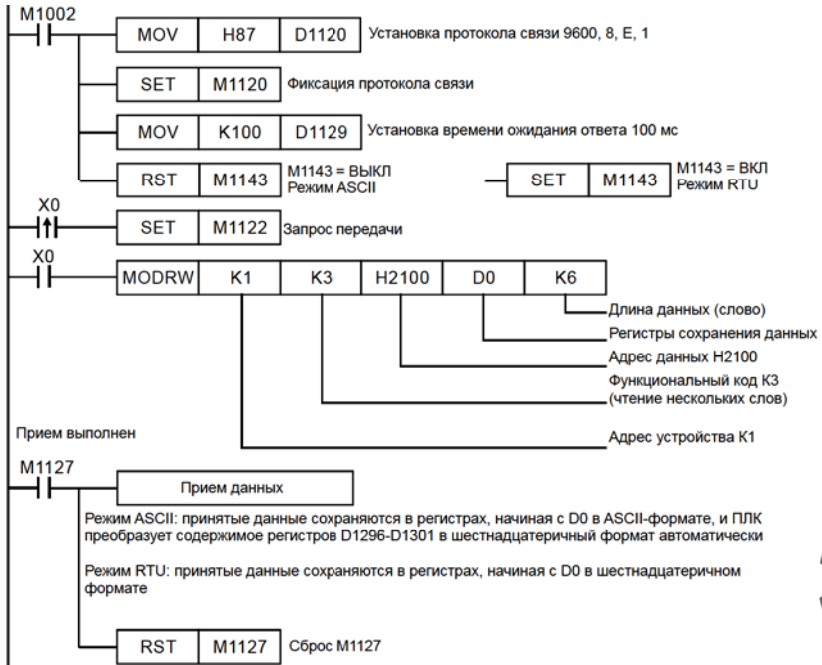 M1002
MOV H87 D1120 Установка протокола связи 9600, 8, E, 1
SET M1120 Фиксация протокола связи
MOV K100 D1129 Установка времени ожидания ответа 100 мс
RST M1143 M1143 = ВЫКЛ
Режим ASCII
SET M1143 M1143 = ВКЛ
Режим RTU
X0
SET M1122 Запрос передачи
X0
MODRW K1 K3 H2100 D0 K6
Длина данных (слово)
Регистры сохранения данных
Адрес данных H2100
Функциональный код K3
(чтение нескольких слов)
Адрес устройства K1
Прием выполнен
M1127
Прием данных
Режим ASCII: принятые данные сохраняются в регистрах, начиная с D0 в ASCII-формате, и ПЛК
преобразует содержимое регистров D1296-D1301 в шестнадцатеричный формат автоматически
Режим RTU: принятые данные сохраняются в регистрах, начиная с D0 в шестнадцатеричном
формате
RST M1127 Сброс M1127